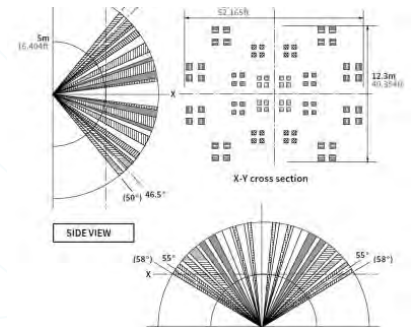 52.165ft
5m
16.404ft
X
12.3m
40.354ft
X-Y cross section
(50°) 46.5°
SIDE VIEW
(58°) 55°
55° (58°)
X